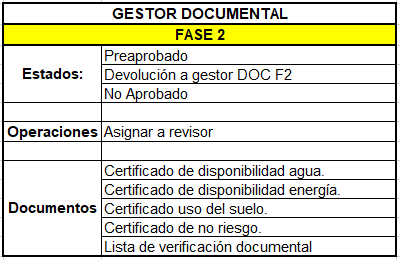 GESTOR DOCUMENTAL
FASE 2
Estados:
Preaprobado
Devolución a gestor DOC F2
No Aprobado
Operaciones Asignar a revisor
Documentos
Certificado de disponibilidad agua.
Certificado de disponibilidad energía.
Certificado uso del suelo.
Certificado de no riesgo.
Lista de verificación documental